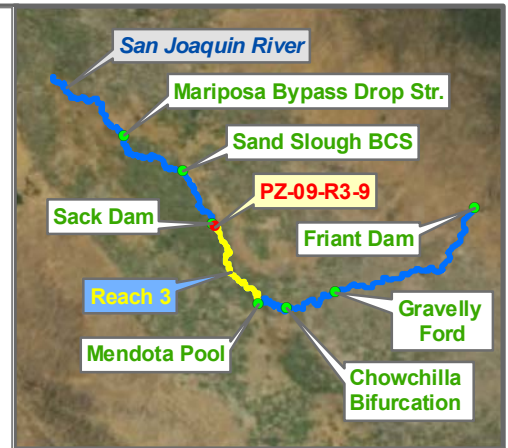 San Joaquin River
Mariposa Bypass Drop Str.
Sand Slough BCS
PZ-09-R3-9
Sack Dam
Friant Dam
Reach 3
Gravelly
Ford
Mendota Pool
Chowchilla
Bifurcation